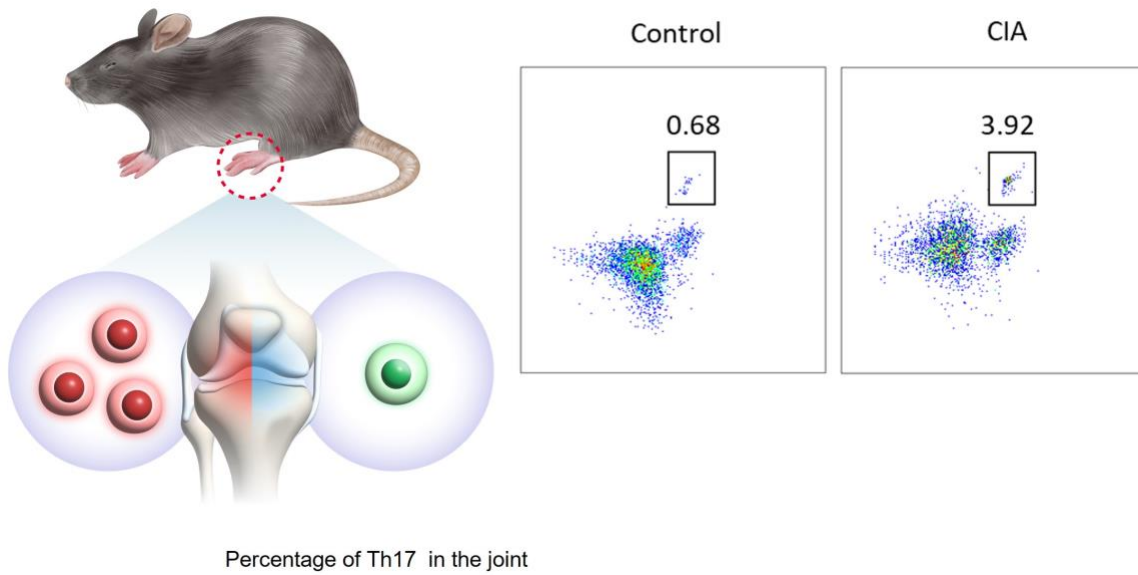 Control
CIA
0.68
3.92
Percentage of Th17 in the joint